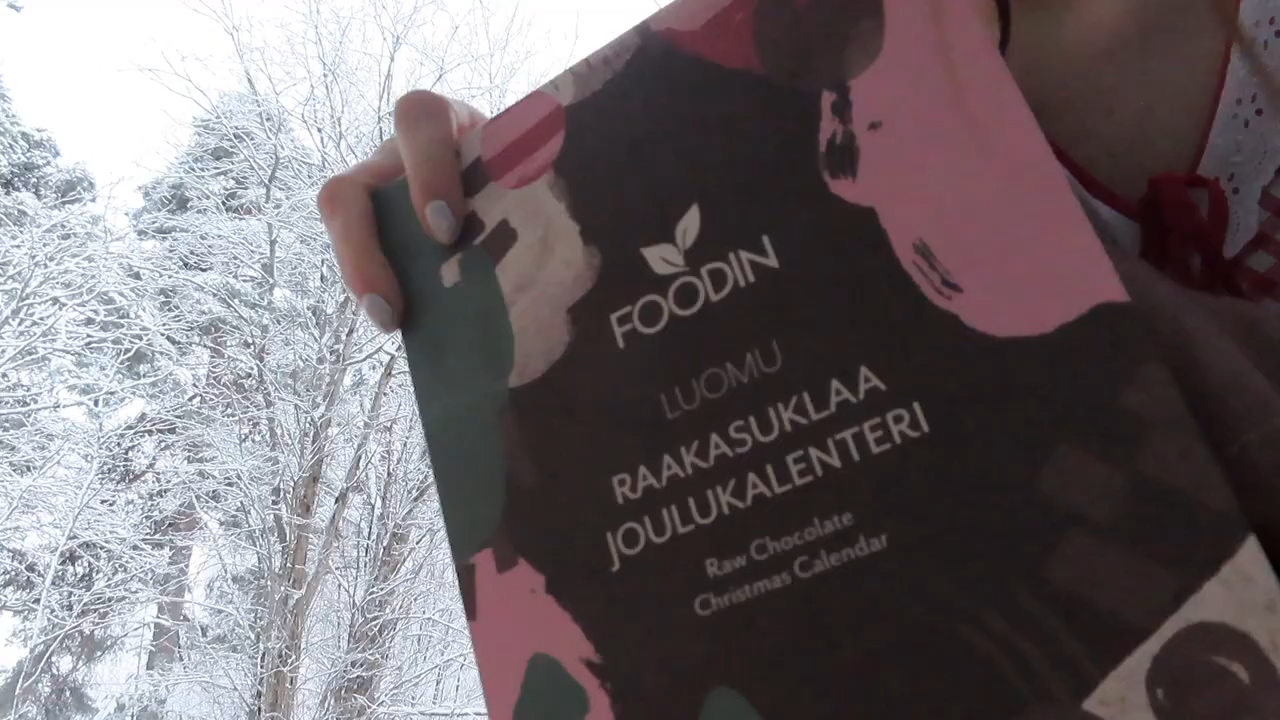 FOODIN
LUOMU
RAAKASUKLAA
JOULUKALENTERI
Raw Chocolate
Christmas Calendar